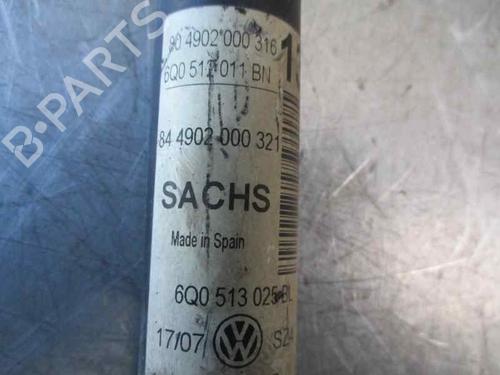 804902 000 316
6Q0 512 011 BN
84 4902 000 321
SACHS
Made in Spain
6Q0 513 025 BL
17/07
B-PARTS